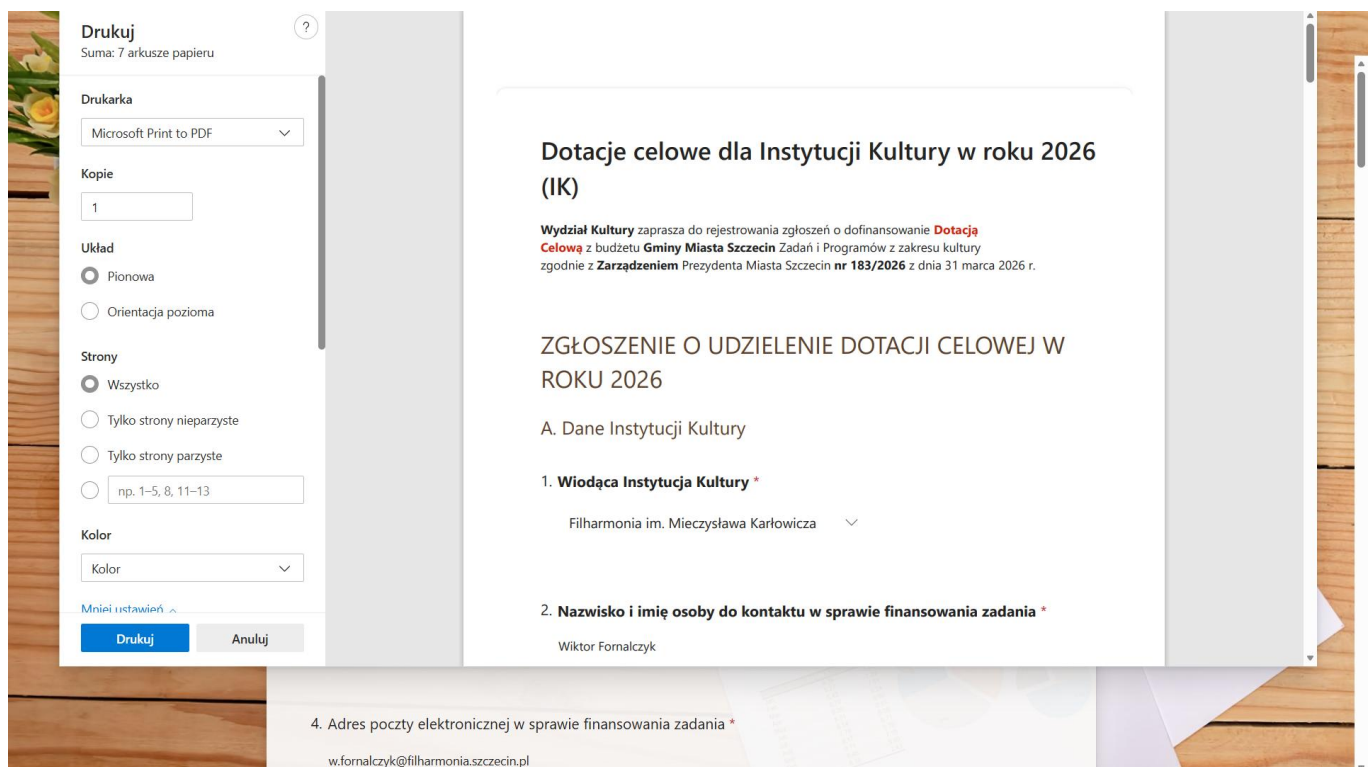 Drukuj
?
Suma: 7 arkusze papieru
Drukarka
Microsoft Print to PDF
Kopie
1
Układ
Pionowa
Orientacja pozioma
Strony
Wszystko
Tylko strony nieparzyste
Tylko strony parzyste
np. 1–5, 8, 11–13
Kolor
Kolor
Mniej ustawień
Drukuj
Anuluj
Dotacje celowe dla Instytucji Kultury w roku 2026
(IK)
Wydział Kultury zaprasza do rejestrowania zgłoszeń o dofinansowanie Dotacją
Celową z budżetu Gminy Miasta Szczecin Zadań i Programów z zakresu kultury
zgodnie z Zarządzeniem Prezydenta Miasta Szczecin nr 183/2026 z dnia 31 marca 2026 r.
ZGŁOSZENIE O UDZIELENIE DOTACJI CELOWEJ W
ROKU 2026
A. Dane Instytucji Kultury
1. Wiodąca Instytucja Kultury *
Filharmonia im. Mieczysława Karłowicza
2. Nazwisko i imię osoby do kontaktu w sprawie finansowania zadania *
Wiktor Fornalczyk
4. Adres poczty elektronicznej w sprawie finansowania zadania *
w.fornalczyk@filharmonia.szczecin.pl